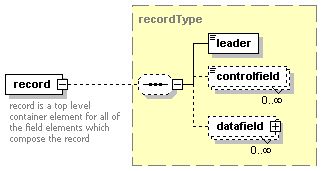 recordType
leader
controlfield
0..∞
datafield
0..∞
record
record is a top level
container element for all of
the field elements which
compose the record